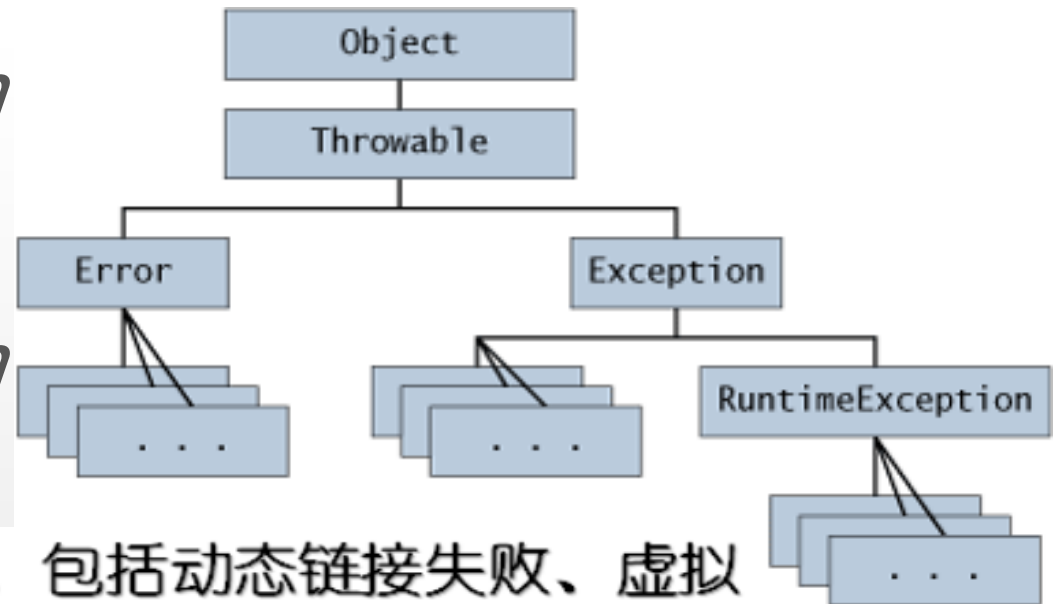 Object
Throwable
Error
Exception
RuntimeException
. . .
. . .
. . .
包括动态链接失败、虚拟